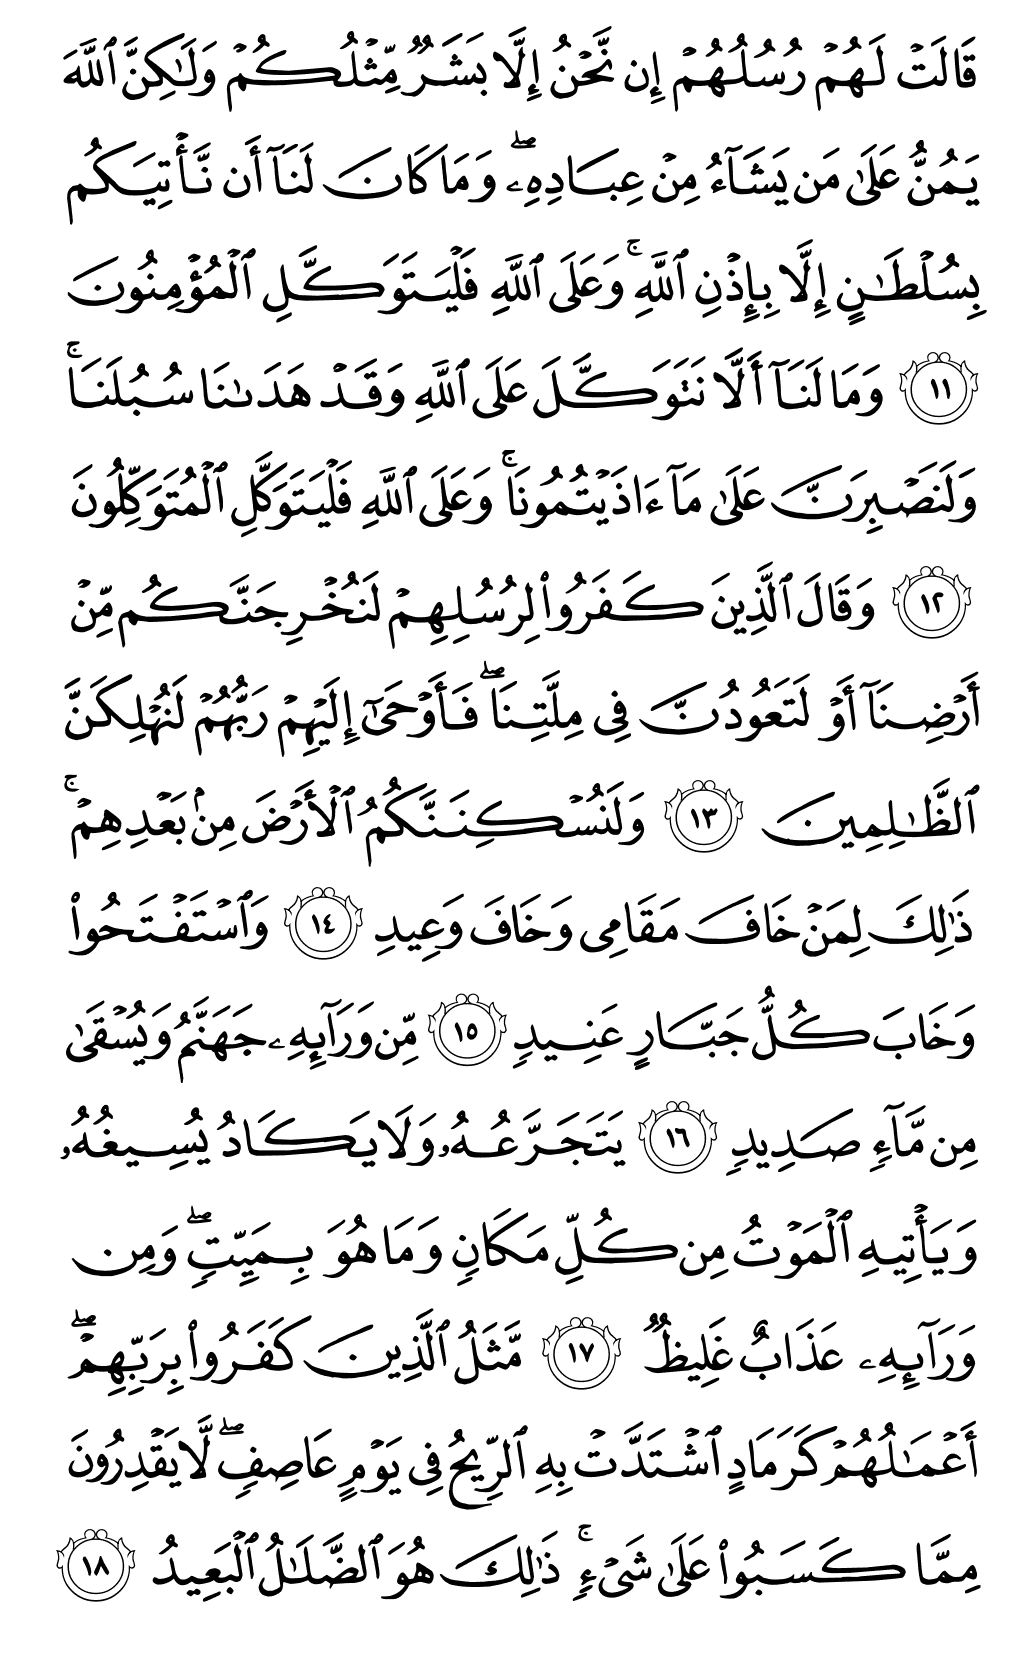 قَالَتۡ لَهُمۡ رُسُلُهُمۡ إِن نَّحۡنُ إِلَّا بَشَرٞ مِّثۡلُكُمۡ وَلَٰكِنَّ ٱللَّهَ
يَمُنُّ عَلَىٰ مَن يَشَآءُ مِنۡ عِبَادِهِۦۖ وَمَا كَانَ لَنَآ أَن نَّأۡتِيَكُم
بِسُلۡطَٰنٍ إِلَّا بِإِذۡنِ ٱللَّهِۚ وَعَلَى ٱللَّهِ فَلۡيَتَوَكَّلِ ٱلۡمُؤۡمِنُونَ
١١ وَمَا لَنَآ أَلَّا نَتَوَكَّلَ عَلَى ٱللَّهِ وَقَدۡ هَدَىٰنَا سُبُلَنَاۚ
وَلَنَصۡبِرَنَّ عَلَىٰ مَآ ءَاذَيۡتُمُونَاۚ وَعَلَى ٱللَّهِ فَلۡيَتَوَكَّلِ ٱلۡمُتَوَكِّلُونَ
١٢ وَقَالَ ٱلَّذِينَ كَفَرُواْ لِرُسُلِهِمۡ لَنُخۡرِجَنَّكُم مِّنۡ
أَرۡضِنَآ أَوۡ لَتَعُودُنَّ فِي مِلَّتِنَاۖ فَأَوۡحَىٰٓ إِلَيۡهِمۡ رَبُّهُمۡ لَنُهۡلِكَنَّ
ٱلظَّٰلِمِينَ ١٣ وَلَنُسۡكِنَنَّكُمُ ٱلۡأَرۡضَ مِنۢ بَعۡدِهِمۡۚ
ذَٰلِكَ لِمَنۡ خَافَ مَقَامِي وَخَافَ وَعِيدِ ١٤ وَٱسۡتَفۡتَحُواْ
وَخَابَ كُلُّ جَبَّارٍ عَنِيدٖ ١٥ مِّن وَرَآئِهِۦ جَهَنَّمُ وَيُسۡقَىٰ
مِن مَّآءٖ صَدِيدٖ ١٦ يَتَجَرَّعُهُۥ وَلَا يَكَادُ يُسِيغُهُۥ
وَيَأۡتِيهِ ٱلۡمَوۡتُ مِن كُلِّ مَكَانٖ وَمَا هُوَ بِمَيِّتٖۖ وَمِن
وَرَآئِهِۦ عَذَابٌ غَلِيظٞ ١٧ مَّثَلُ ٱلَّذِينَ كَفَرُواْ بِرَبِّهِمۡۖ
أَعۡمَٰلُهُمۡ كَرَمَادٍ ٱشۡتَدَّتۡ بِهِ ٱلرِّيحُ فِي يَوۡمٍ عَاصِفٖۖ لَّا يَقۡدِرُونَ
مِمَّا كَسَبُواْ عَلَىٰ شَيۡءٖۚ ذَٰلِكَ هُوَ ٱلضَّلَٰلُ ٱلۡبَعِيدُ ١٨